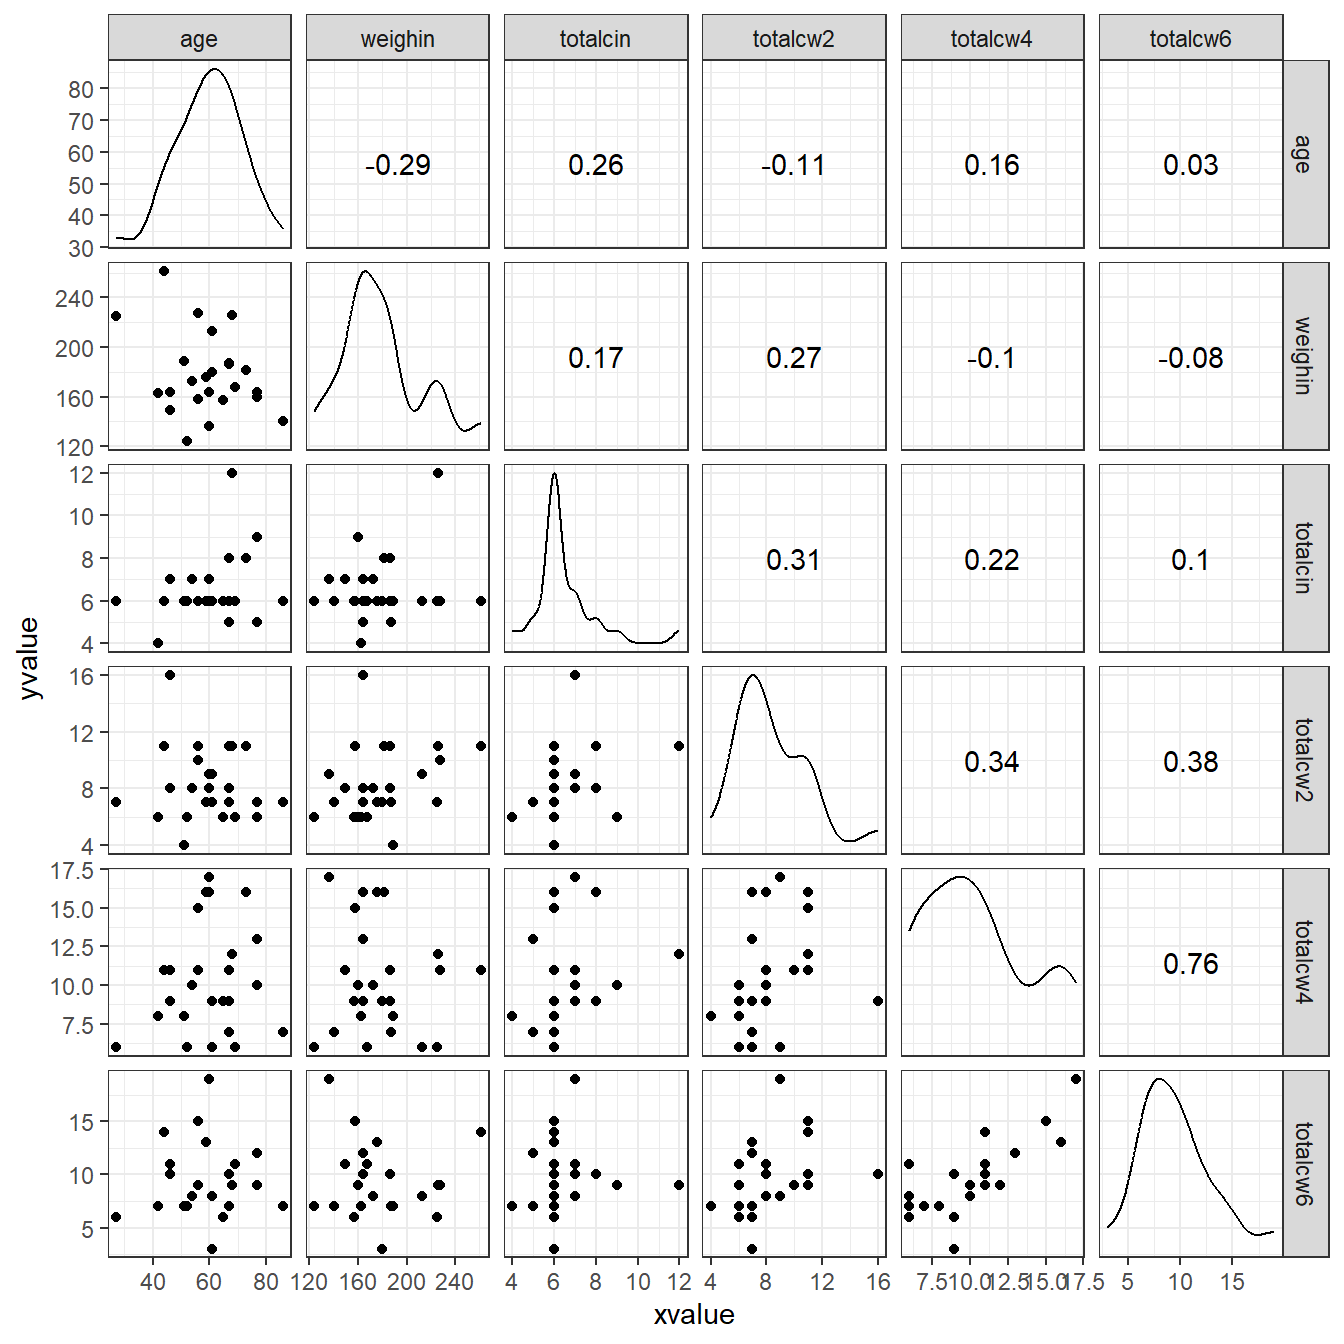 age weighin totalcin totalcw2 totalcw4 totalcw6
80
70
60
50
40
30
-0.29 0.26 -0.11 0.16 0.03
age
240
200
160
120
0.17 0.27 -0.1 -0.08
weighin
12
10
8
6
4
0.31 0.22 0.1
totalcin
yvalue
16
12
8
4
0.34 0.38
totalcw2
17.5
15.0
12.5
10.0
7.5
0.76
totalcw4
15
10
5
totalcw6
40 60 80 120 160 200 240 4 6 8 10 12 4 8 12 16 7.5 10.0 12.5 15.0 17.5 5 10 15
xvalue